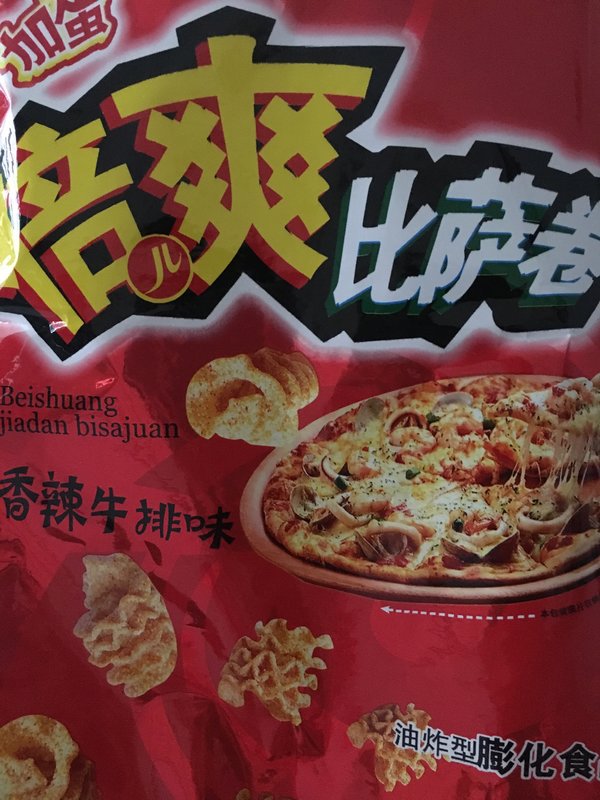 加蛋
倍爽
儿
比萨卷
Beishuang
jiadan bisajuan
香辣牛排味
油炸型膨化食